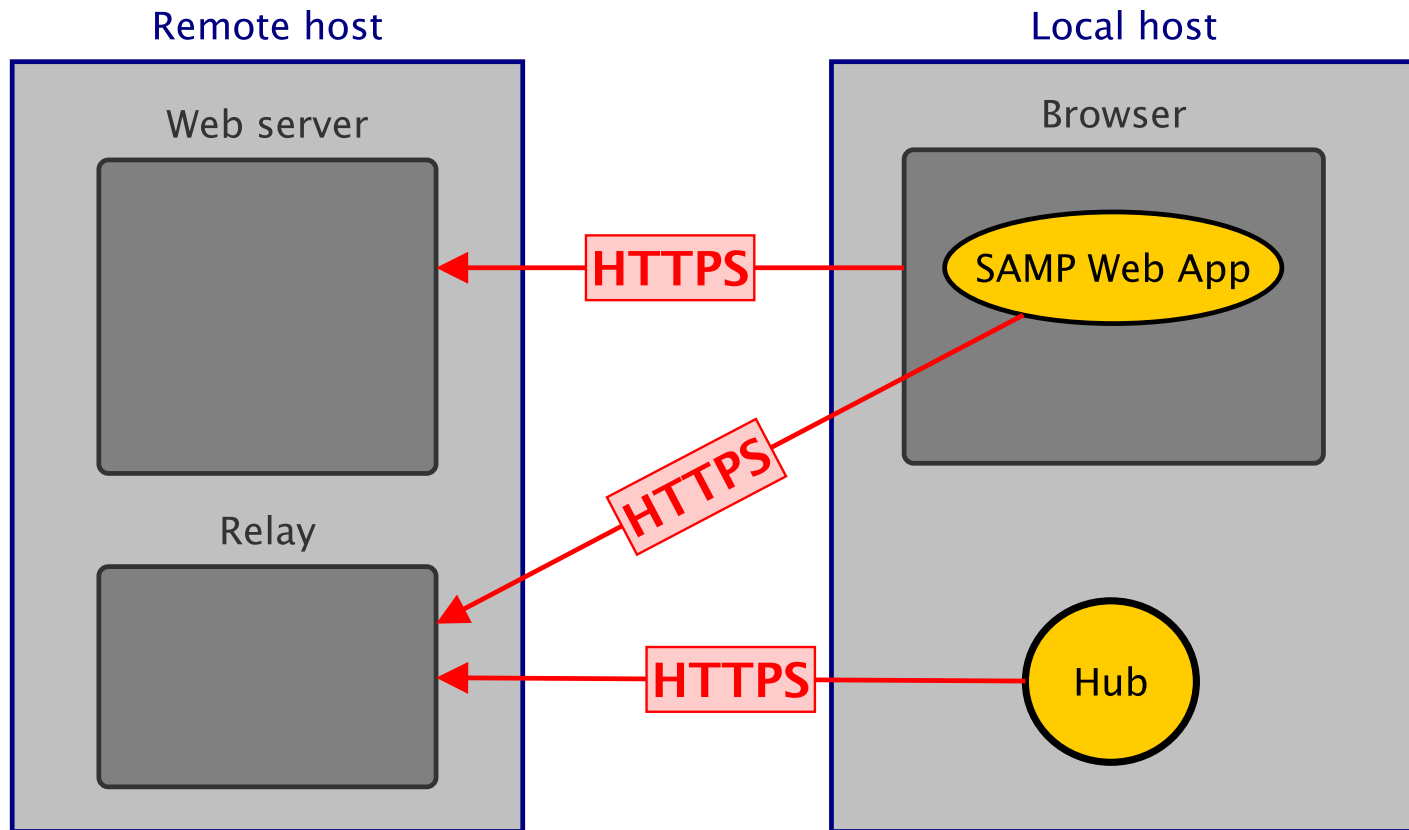 Remote host
Local host
Web server
Browser
HTTPS
SAMP Web App
HTTPS
Relay
HTTPS
Hub